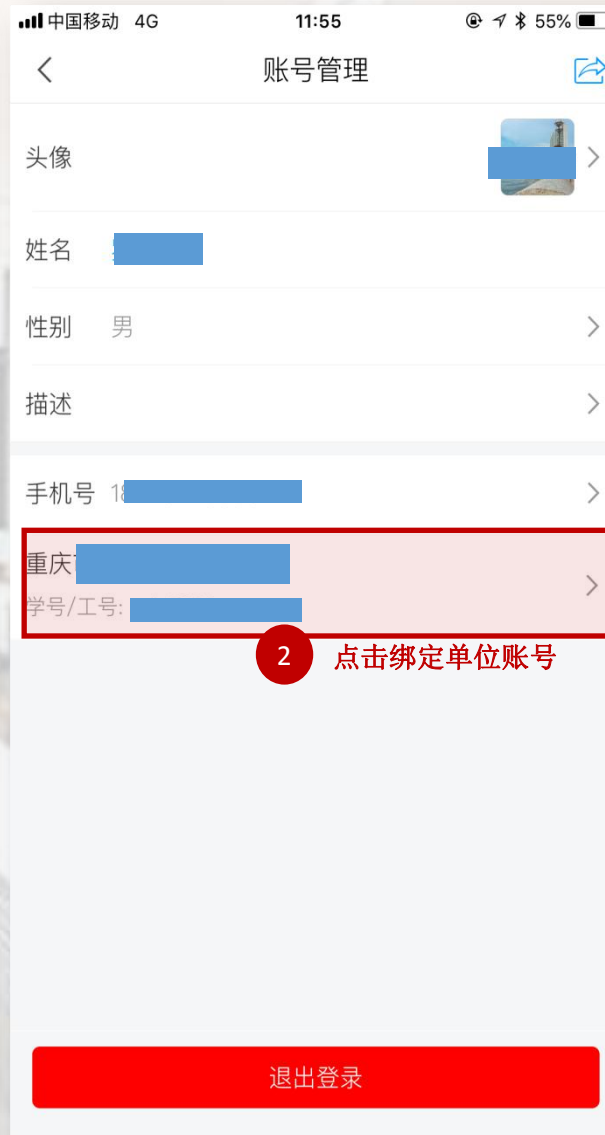 中国移动 4G 11:55 55%
账号管理
头像
姓名
性别 男
描述
手机号 18
重庆
学号/工号:
2 点击绑定单位账号
退出登录